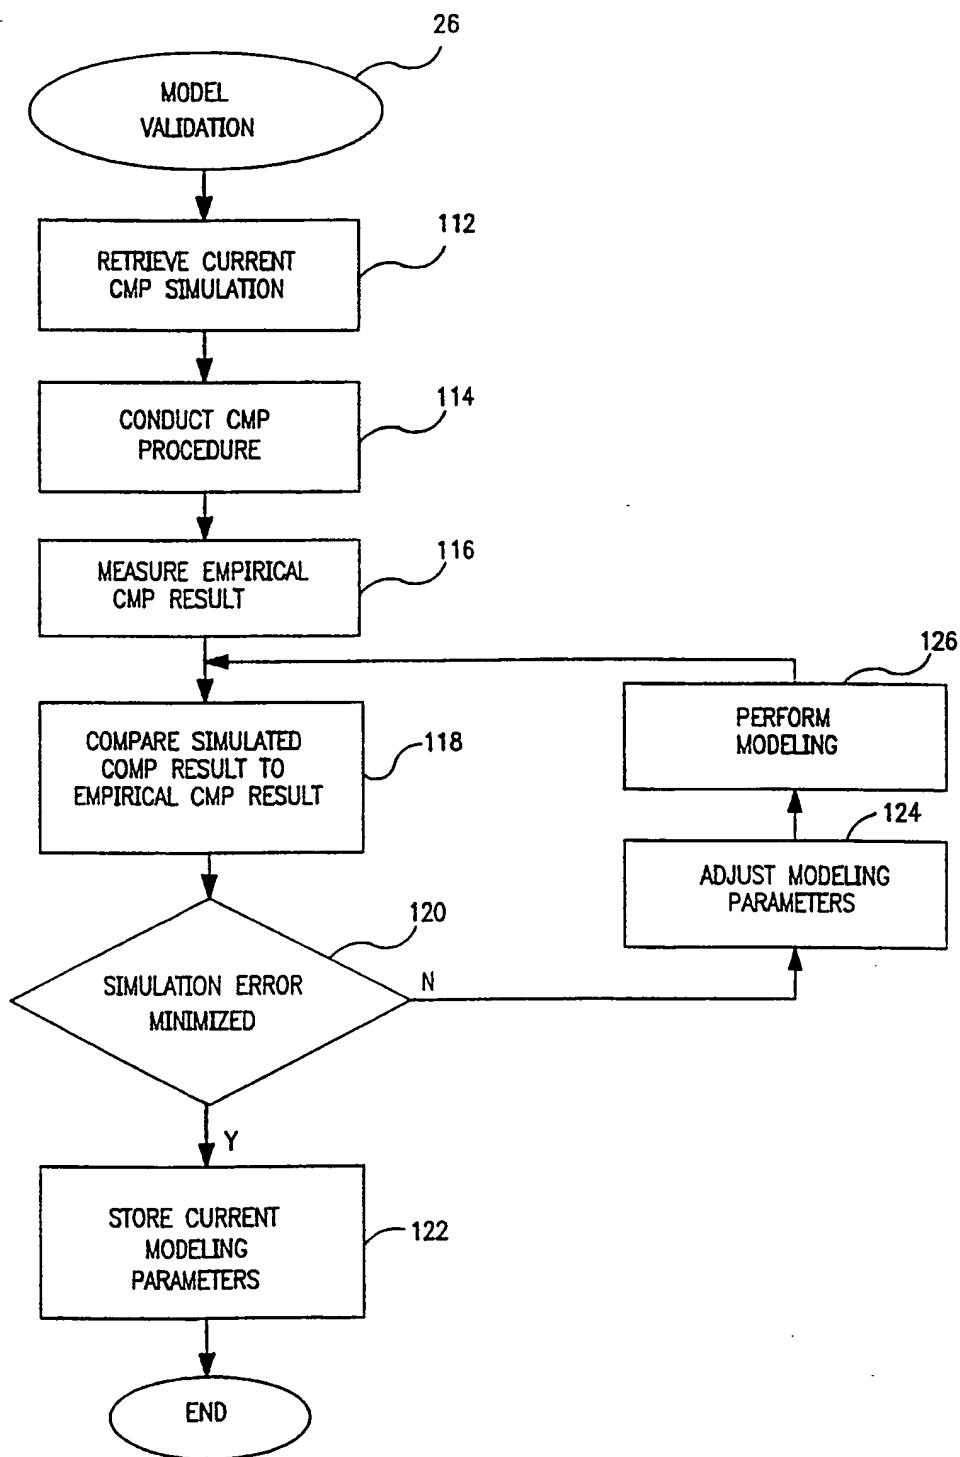 26
MODEL
VALIDATION
112
RETRIEVE CURRENT
CMP SIMULATION
114
CONDUCT CMP
PROCEDURE
116
MEASURE EMPIRICAL
CMP RESULT
126
PERFORM
MODELING
118
COMPARE SIMULATED
COMP RESULT TO
EMPIRICAL CMP RESULT
124
ADJUST MODELING
PARAMETERS
120
SIMULATION ERROR
MINIMIZED
N
Y
STORE CURRENT
MODELING
PARAMETERS
122
END